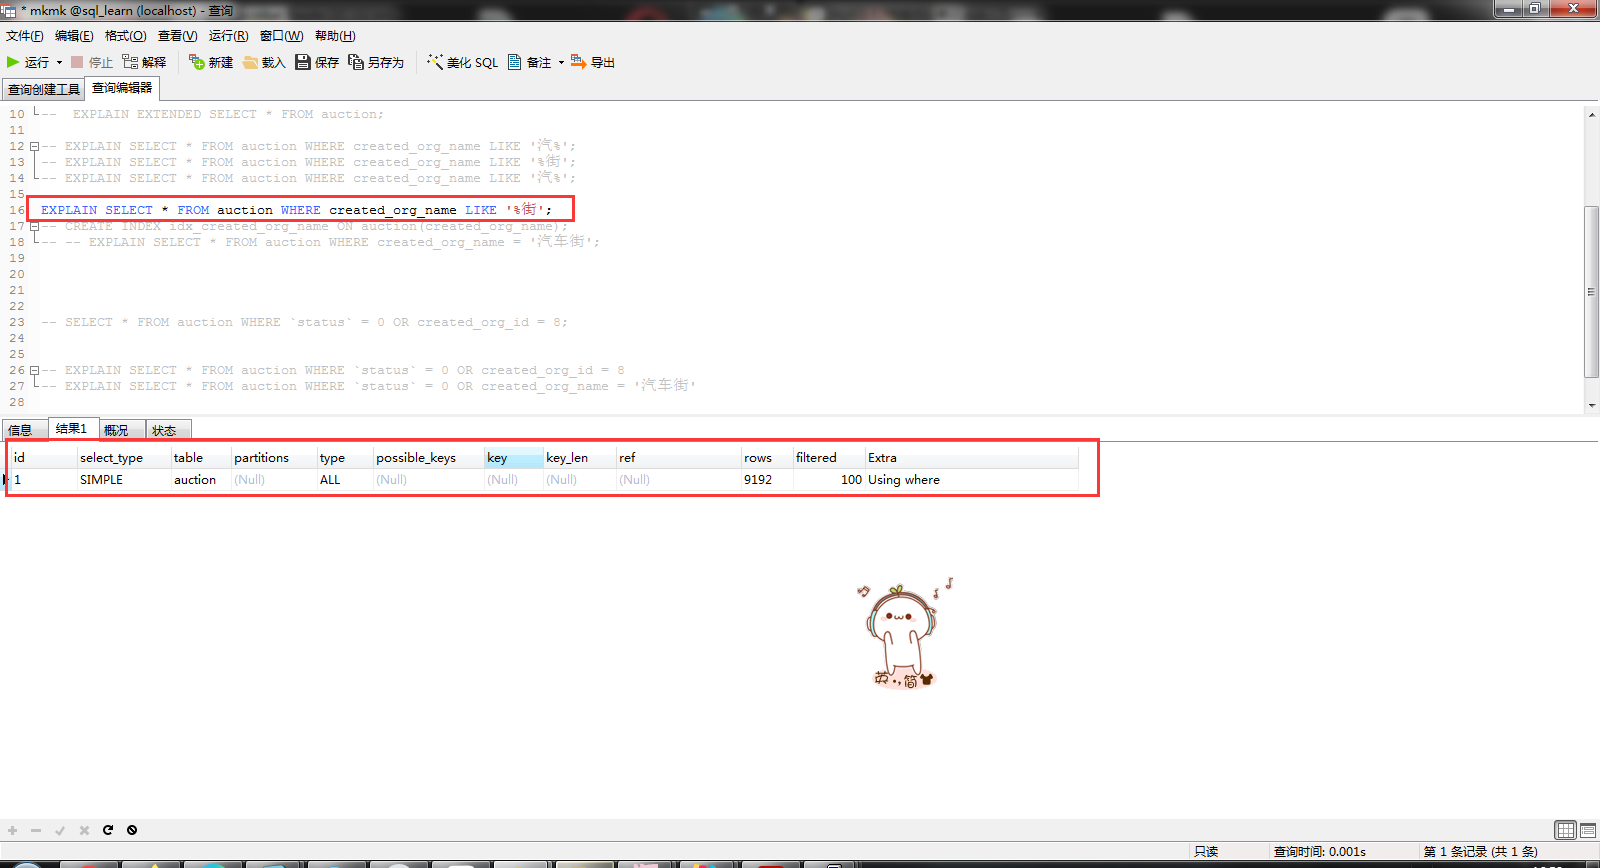 * mkmk @sql_learn (localhost) - 查询
文件(F) 编辑(E) 格式(O) 查看(V) 运行(R) 窗口(W) 帮助(H)
运行 停止 解释 新建 载入 保存 另存为 美化 SQL 备注 导出
查询创建工具 查询编辑器
10 -- EXPLAIN EXTENDED SELECT * FROM auction;
11
12 -- EXPLAIN SELECT * FROM auction WHERE created_org_name LIKE '汽%';
13 -- EXPLAIN SELECT * FROM auction WHERE created_org_name LIKE '%街';
14 -- EXPLAIN SELECT * FROM auction WHERE created_org_name LIKE '汽%';
15
16 EXPLAIN SELECT * FROM auction WHERE created_org_name LIKE '%街';
17 -- CREATE INDEX idx_created_org_name ON auction(created_org_name);
18 -- -- EXPLAIN SELECT * FROM auction WHERE created_org_name = '汽车街';
19
20
21
22
23 -- SELECT * FROM auction WHERE `status` = 0 OR created_org_id = 8;
24
25
26 -- EXPLAIN SELECT * FROM auction WHERE `status` = 0 OR created_org_id = 8
27 -- EXPLAIN SELECT * FROM auction WHERE `status` = 0 OR created_org_name = '汽车街'
28
信息 结果1 概况 状态
id select_type table partitions type possible_keys key key_len ref rows filtered Extra
1 SIMPLE auction (Null) ALL (Null) (Null) (Null) (Null) 9192 100 Using where
英 ., 简
只读 查询时间: 0.001s 第 1 条记录 (共 1 条)